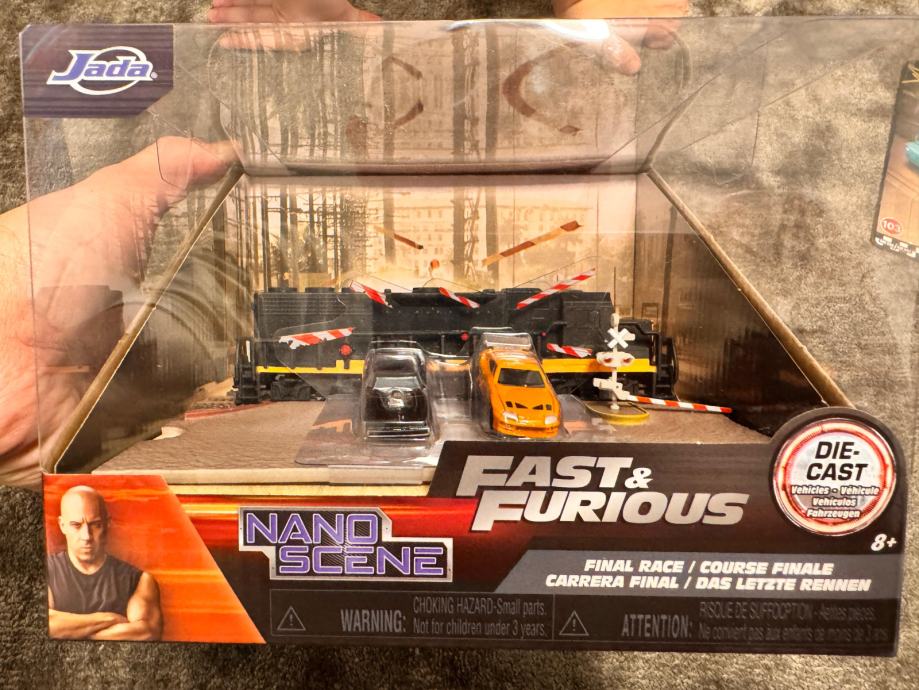 Jada
103
DIE-
CAST
Vehicles - Véhicule
Vehículos
Fahrzeugen
8+
FAST &
FURIOUS
NANO
SCENE
FINAL RACE / COURSE FINALE
CARRERA FINAL / DAS LETZTE RENNEN
WARNING:
CHOKING HAZARD-Small parts.
Not for children under 3 years.
ATTENTION:
RISQUE DE SUFFOCATION - Petites pièces.
Ne convient pas aux enfants de moins de 3 ans.